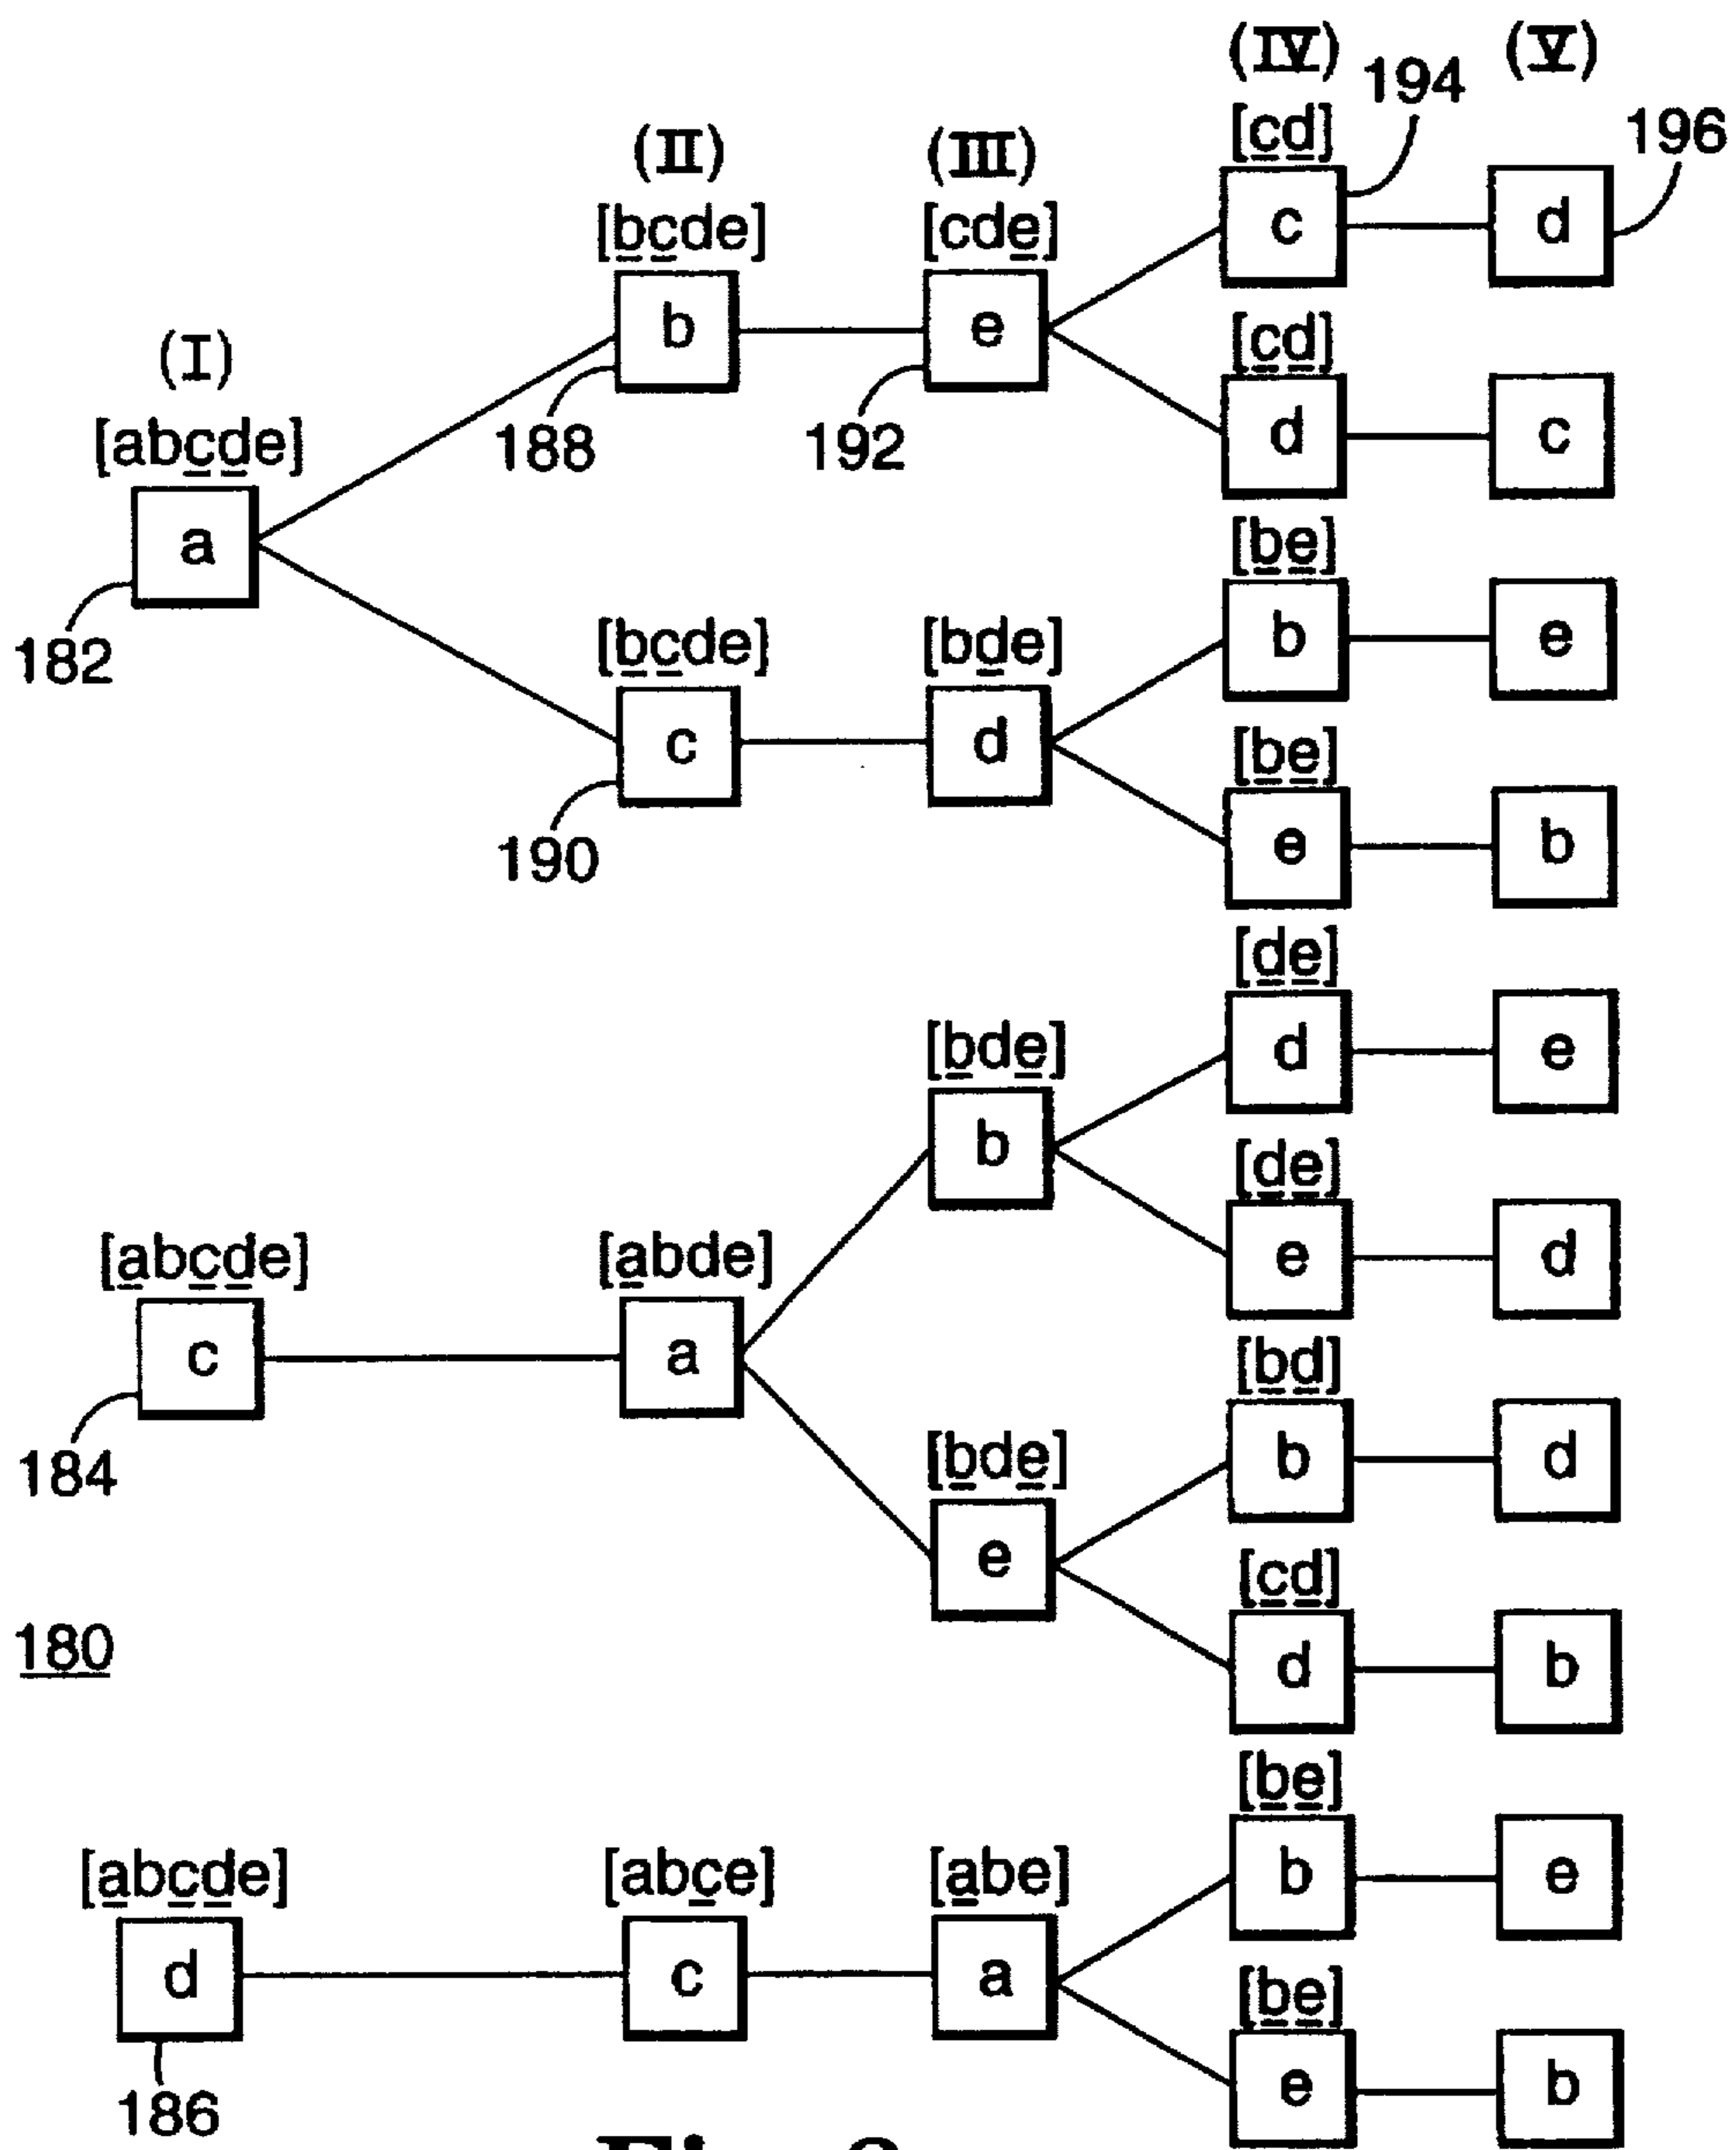 (IV) (V)
194
[cd] 196
(II) (III)
[bcde] [cde] c d
b e
(I) [cd]
[abcde] 188 192 d c
a [be]
182 [bcde] [bde] b e
c d [be]
190 e b
[de]
[bde] d e
b [de]
[abcde] [abde] e d
c a [bd]
184 [bde] b d
e [cd]
180 d b
[be]
[abcde] [abce] [abe] b e
d c a [be]
186 e b